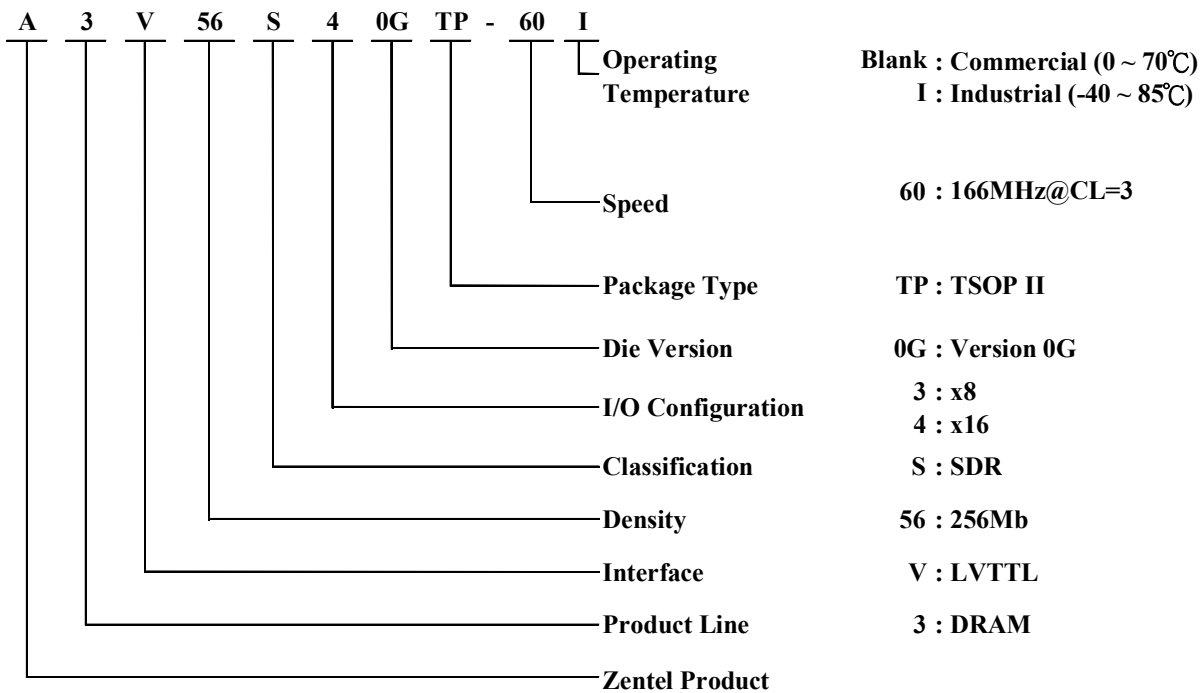 A 3 V 56 S 4 0G TP - 60 I
Operating Temperature
Blank : Commercial (0 ~ 70℃)
I : Industrial (-40 ~ 85℃)
Speed 60 : 166MHz@CL=3
Package Type TP : TSOP II
Die Version 0G : Version 0G
I/O Configuration
3 : x8
4 : x16
Classification S : SDR
Density 56 : 256Mb
Interface V : LVTTL
Product Line 3 : DRAM
Zentel Product